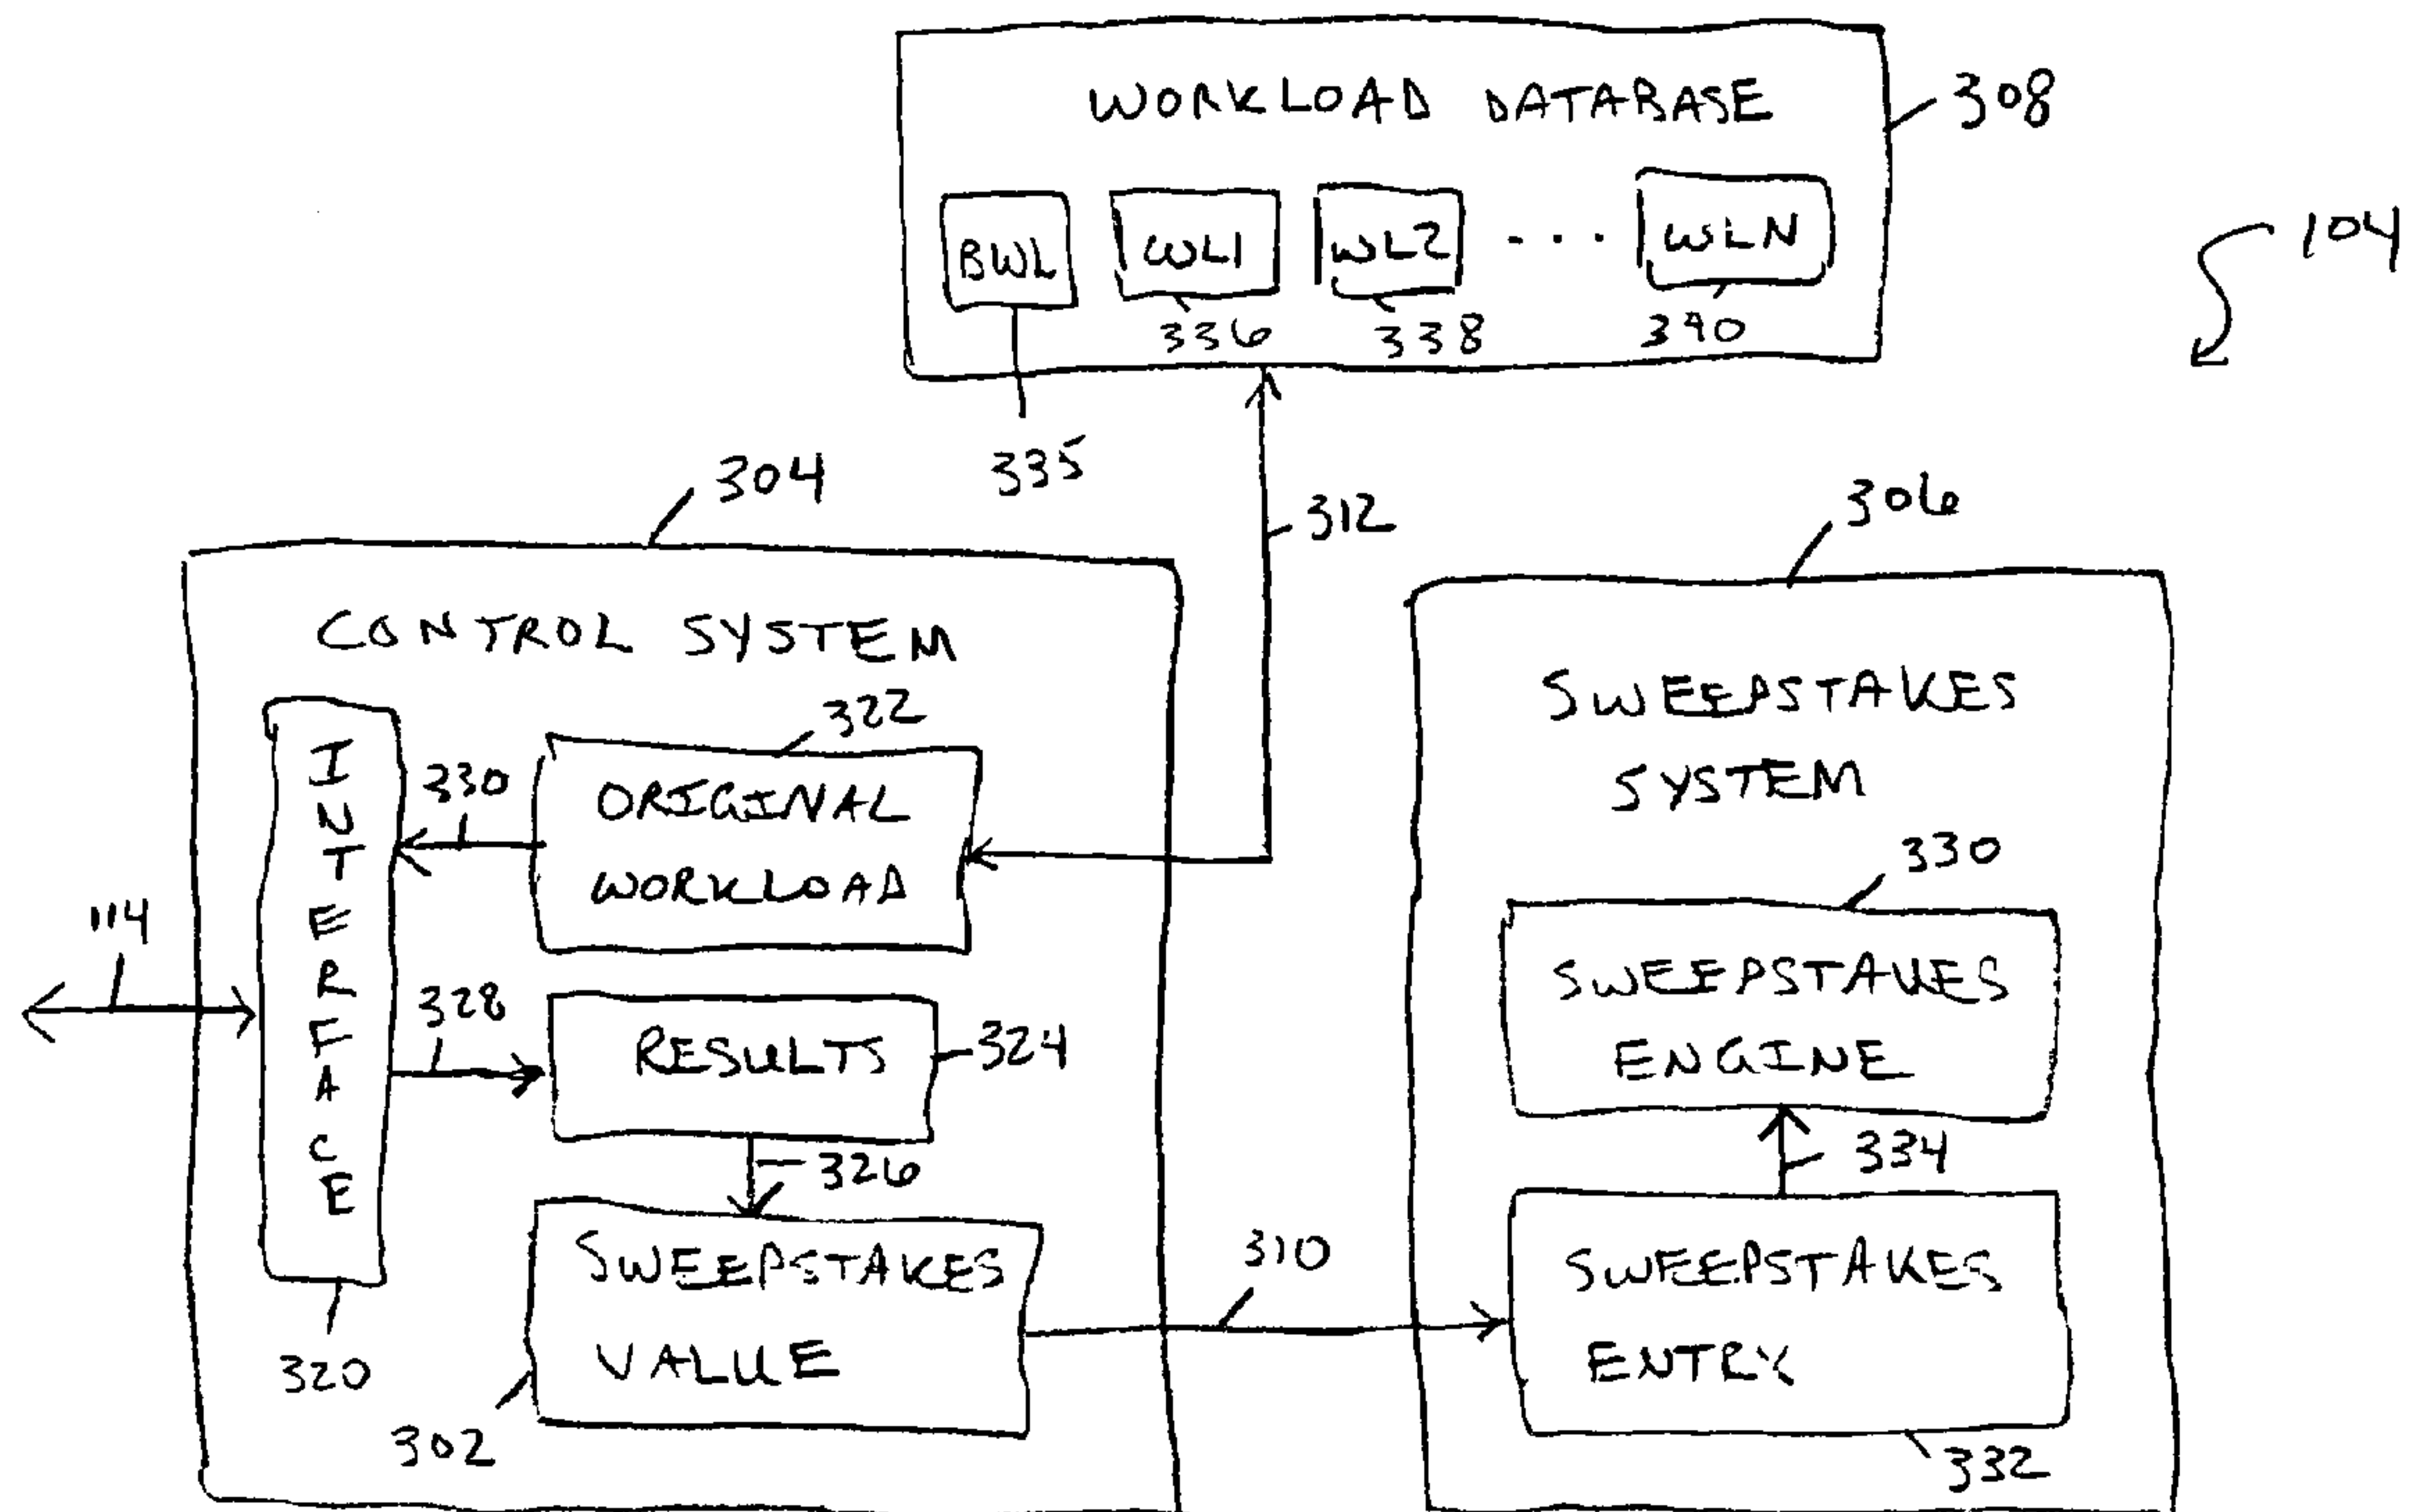 WORKLOAD DATABASE
308
BWL
WL1
WL2
...
WLN
336
338
340
335
104
304
312
306
CONTROL SYSTEM
322
INTERFACE
330
ORIGINAL
WORKLOAD
114
328
RESULTS
324
326
SWEEPSTAKES
VALUE
320
302
310
SWEEPSTAKES
SYSTEM
330
SWEEPSTAKES
ENGINE
334
SWEEPSTAKES
ENTRY
332